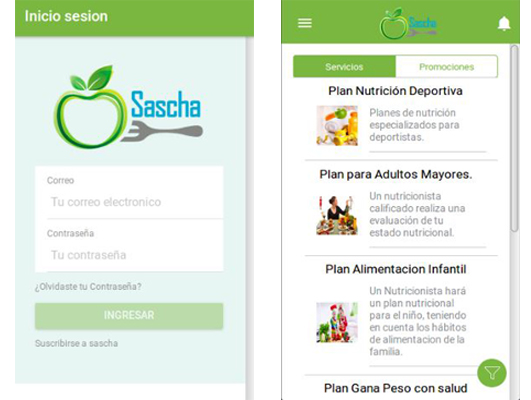 Inicio sesion
Sascha
Correo
Tu correo electronico
Contraseña
Tu contraseña
¿Olvidaste tu Contraseña?
INGRESAR
Suscribirse a sascha
Sascha
Servicios
Promociones
Plan Nutrición Deportiva
Planes de nutrición
especializados para
deportistas.
Plan para Adultos Mayores.
Un nutricionista
calificado realiza una
evaluación de tu
estado nutricional.
Plan Alimentacion Infantil
Un Nutricionista hará
un plan nutricional
para el niño, teniendo
en cuenta los hábitos
de alimentacion de la
familia.
Plan Gana Peso con salud